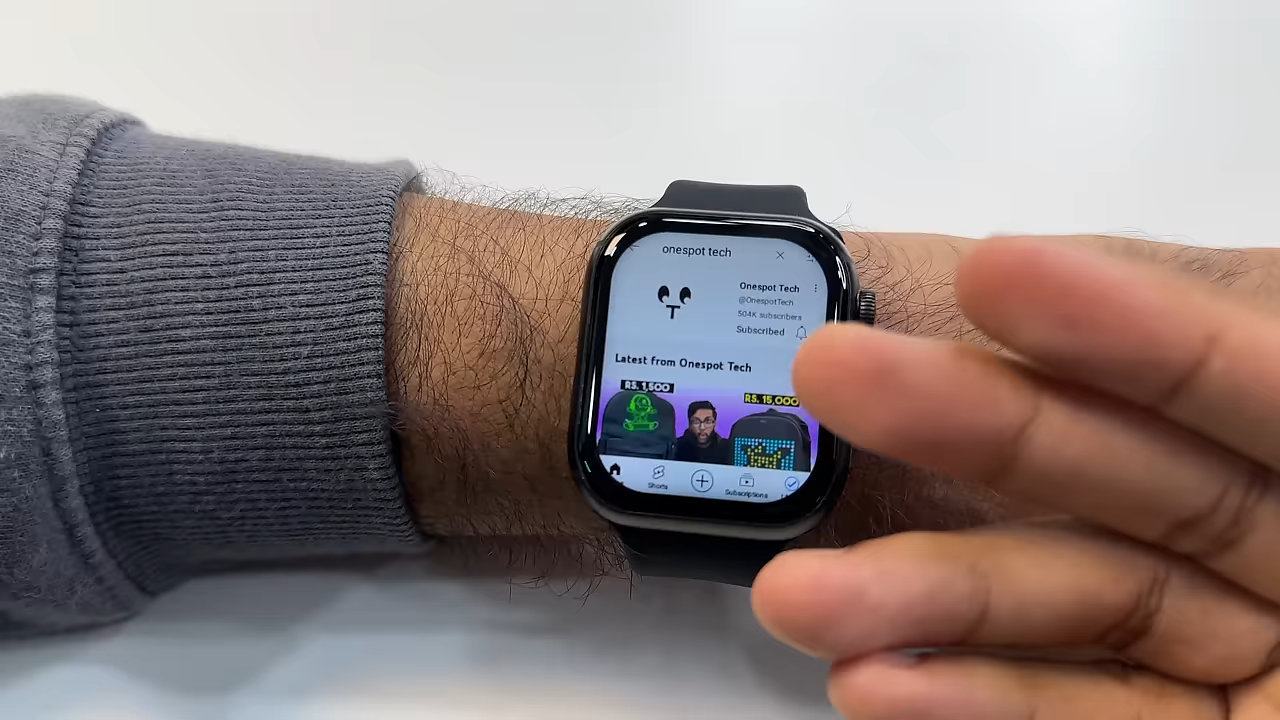 onespot tech
Onespot Tech
@OnespotTech
504K subscribers
Subscribed
Latest from Onespot Tech
RS. 1,500
RS. 15,000
Shorts
Subscriptions